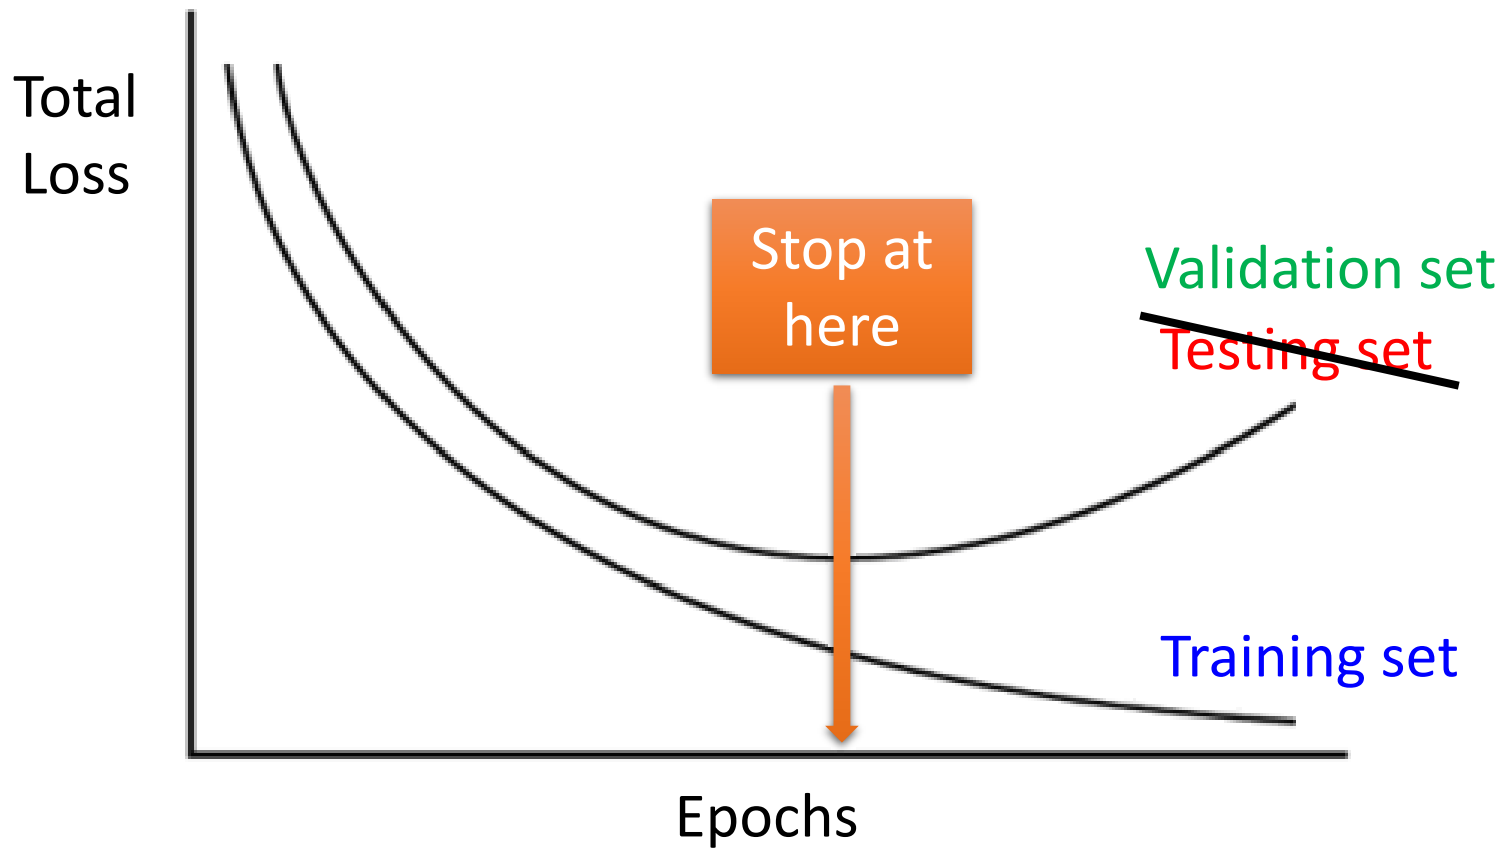 Total
Loss
Stop at
here
Validation set
Testing set
Training set
Epochs